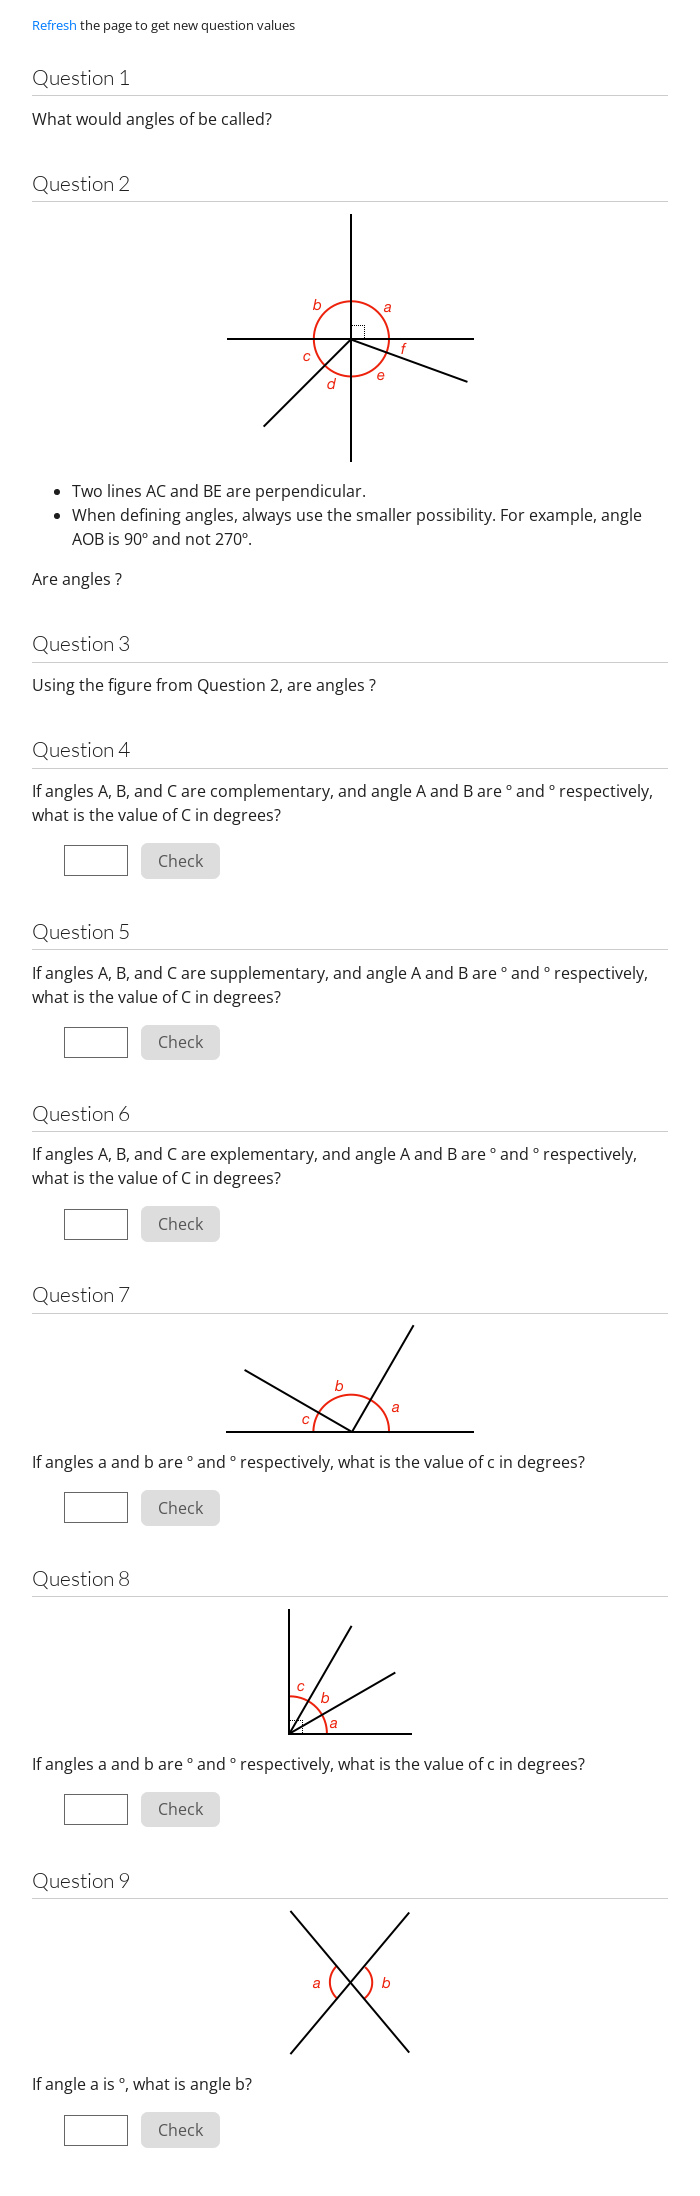 Refresh the page to get new question values
Question 1
What would angles of be called?
Question 2
b
a
c
f
d
e
• Two lines AC and BE are perpendicular.
• When defining angles, always use the smaller possibility. For example, angle
AOB is 90º and not 270º.
Are angles ?
Question 3
Using the figure from Question 2, are angles ?
Question 4
If angles A, B, and C are complementary, and angle A and B are º and º respectively,
what is the value of C in degrees?
Check
Question 5
If angles A, B, and C are supplementary, and angle A and B are º and º respectively,
what is the value of C in degrees?
Check
Question 6
If angles A, B, and C are explementary, and angle A and B are º and º respectively,
what is the value of C in degrees?
Check
Question 7
b
a
c
If angles a and b are º and º respectively, what is the value of c in degrees?
Check
Question 8
c
b
a
If angles a and b are º and º respectively, what is the value of c in degrees?
Check
Question 9
a
b
If angle a is º, what is angle b?
Check